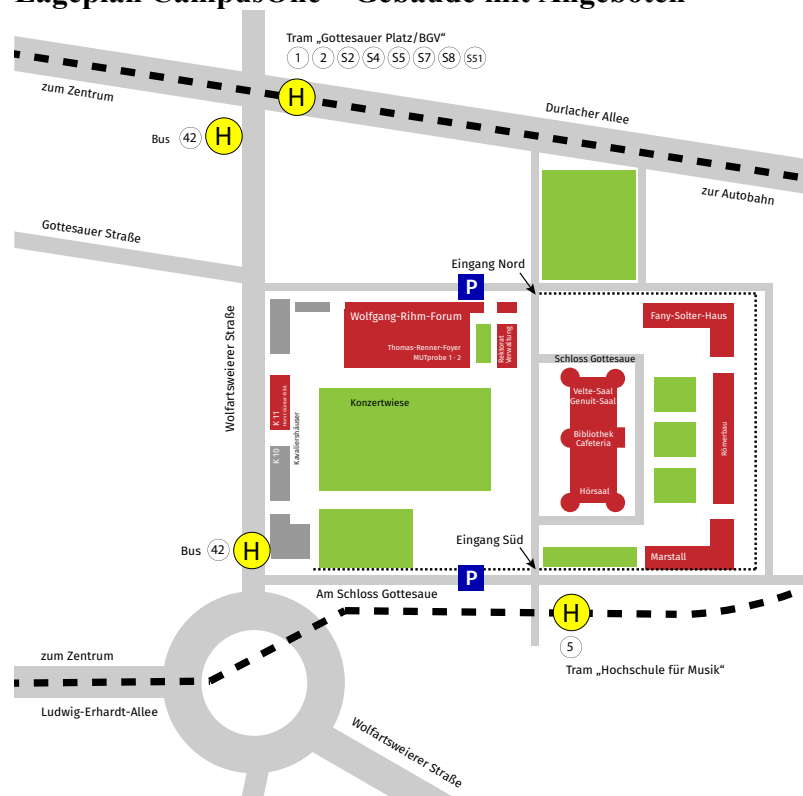 Lageplan CampusOne – Gebäude mit Angeboten
Tram „Gottesauer Platz/BGV“
1 2 S2 S4 S5 S7 S8 S51
zum Zentrum
H
Durlacher Allee
Bus 42 H
zur Autobahn
Gottesauer Straße
Eingang Nord
P
Wolfartsweierer Straße
Wolfgang-Rihm-Forum
Thomas-Renner-Foyer
MUTprobe 1 · 2
Rektorat
Verwaltung
Fany-Solter-Haus
Schloss Gottesaue
Velte-Saal
Genuit-Saal
Bibliothek
Cafeteria
Hörsaal
Römerbau
Konzertwiese
K 11
Kavaliershäuser
K 10
Bus 42 H
Eingang Süd
Marstall
P
Am Schloss Gottesaue
H
5
Tram „Hochschule für Musik“
zum Zentrum
Ludwig-Erhardt-Allee
Wolfartsweierer Straße